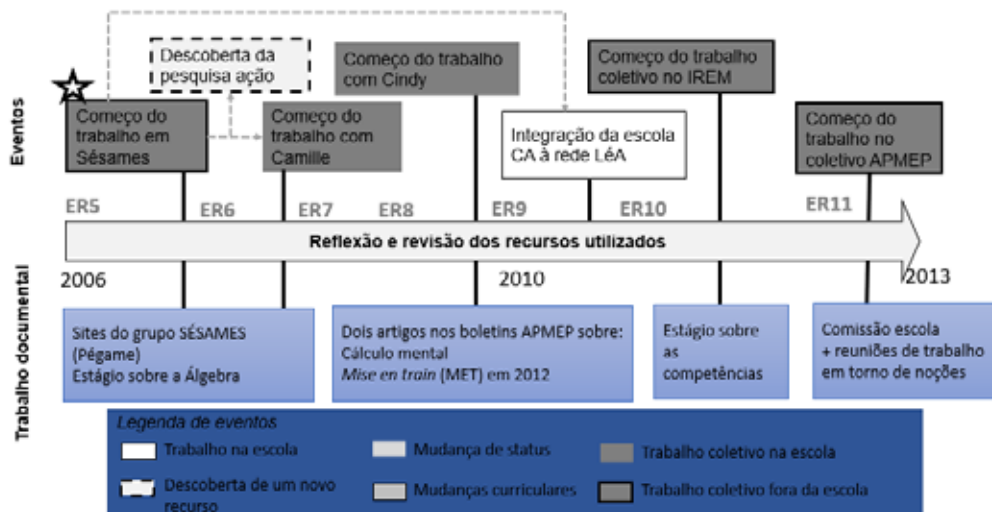 Eventos
Descoberta da
pesquisa ação
Começo do trabalho
com Cindy
Começo do trabalho
coletivo no IREM
Começo do
trabalho em
Sésames
Começo do
trabalho com
Camille
Integração da escola
CA à rede LéA
Começo do
trabalho no
coletivo APMEP
ER5 ER6 ER7 ER8 ER9 ER10 ER11
Reflexão e revisão dos recursos utilizados
2006 2010 2013
Trabalho documental
Sites do grupo SÉSAMES
(Pégame)
Estágio sobre a Álgebra
Dois artigos nos boletins APMEP sobre:
Cálculo mental
Mise en train (MET) em 2012
Estágio sobre
as
competências
Comissão escola
+ reuniões de trabalho
em torno de noções
Legenda de eventos
Trabalho na escola
Mudança de status
Trabalho coletivo na escola
Descoberta de um novo
recurso
Mudanças curriculares
Trabalho coletivo fora da escola